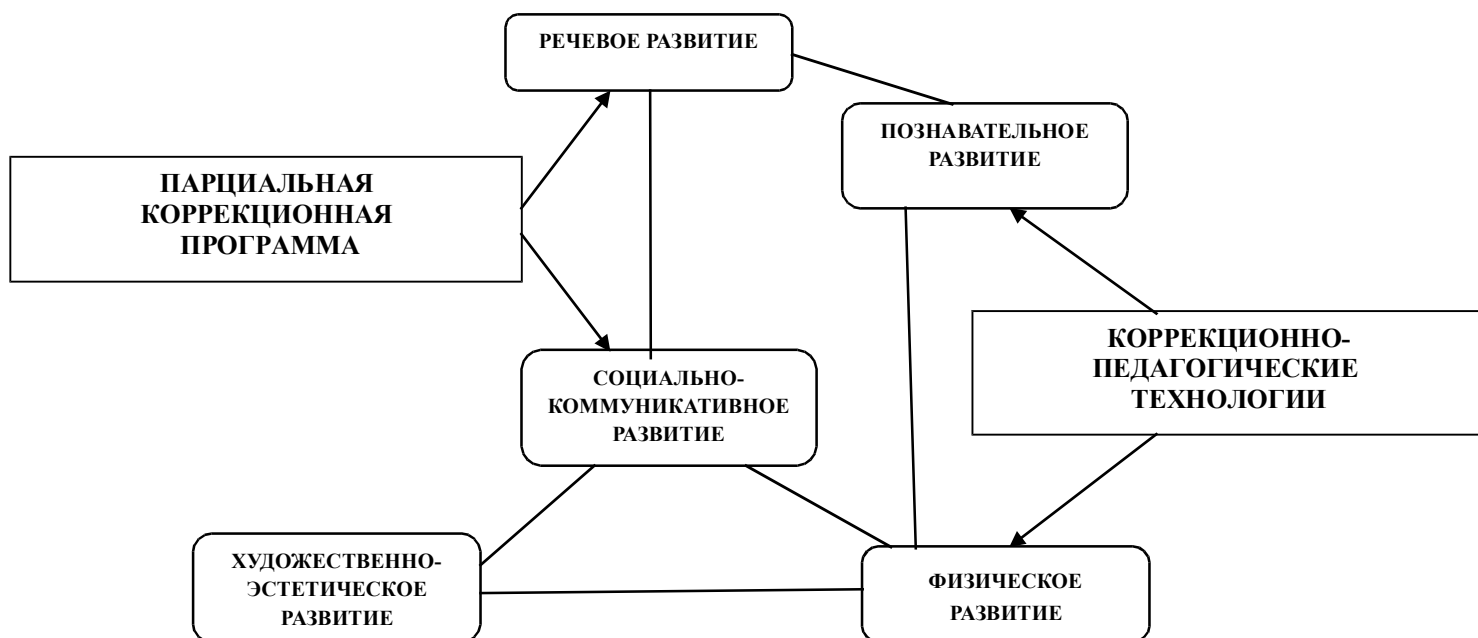 РЕЧЕВОЕ РАЗВИТИЕ
ПОЗНАВАТЕЛЬНОЕ
РАЗВИТИЕ
ПАРЦИАЛЬНАЯ
КОРРЕКЦИОННАЯ
ПРОГРАММА
КОРРЕКЦИОННО-
ПЕДАГОГИЧЕСКИЕ
ТЕХНОЛОГИИ
СОЦИАЛЬНО-
КОММУНИКАТИВНОЕ
РАЗВИТИЕ
ХУДОЖЕСТВЕННО-
ЭСТЕТИЧЕСКОЕ
РАЗВИТИЕ
ФИЗИЧЕСКОЕ
РАЗВИТИЕ